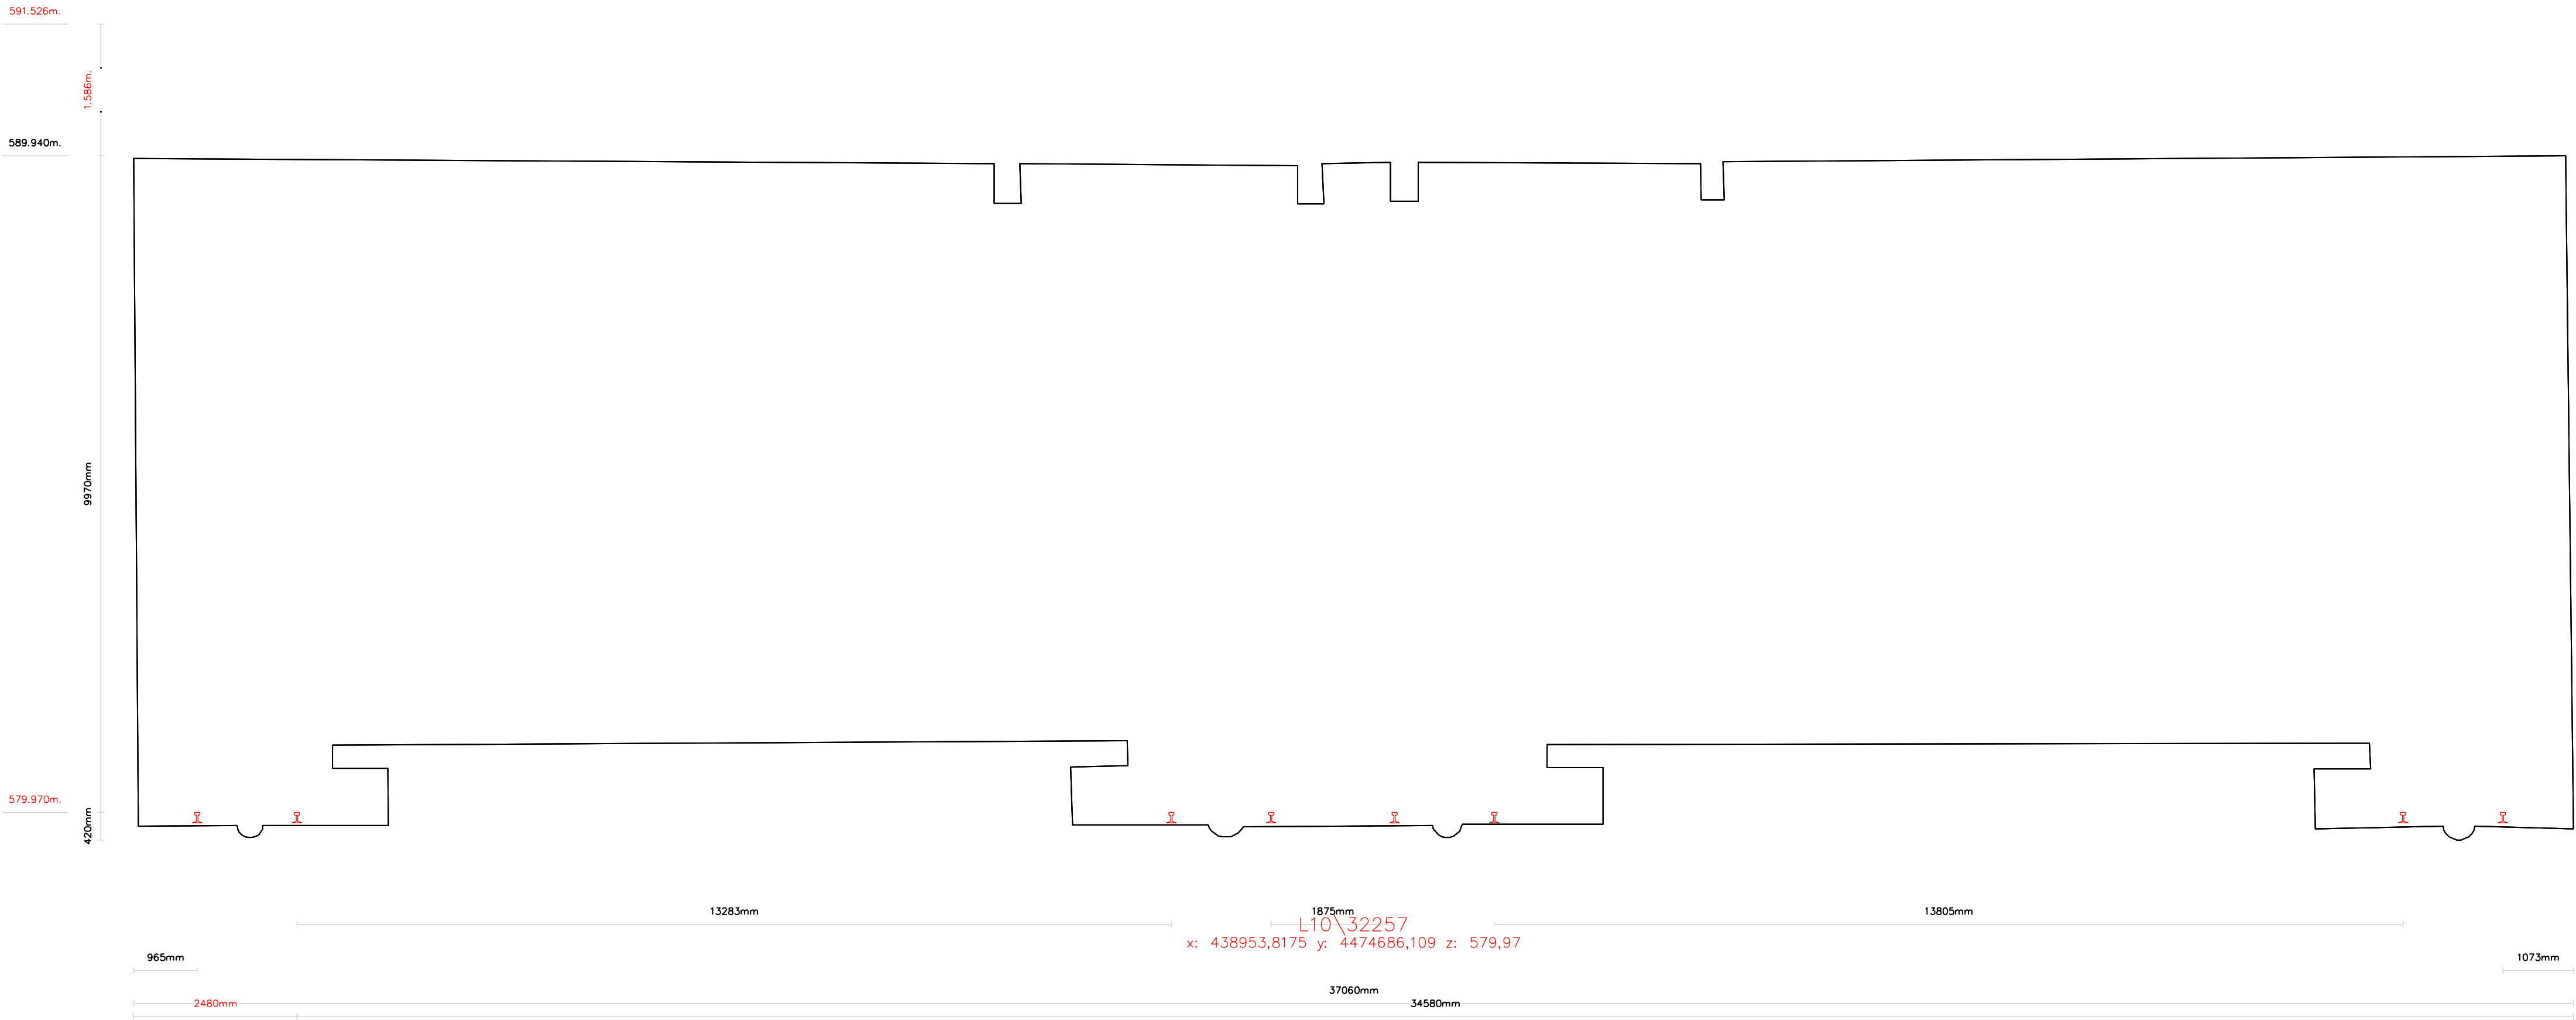 591.526m.
1.586m.
589.940m.
9970mm
579.970m.
420mm
13283mm
1875mm
13805mm
L10\32257
x: 438953,8175 y: 4474686,109 z: 579,97
965mm
1073mm
37060mm
2480mm
34580mm